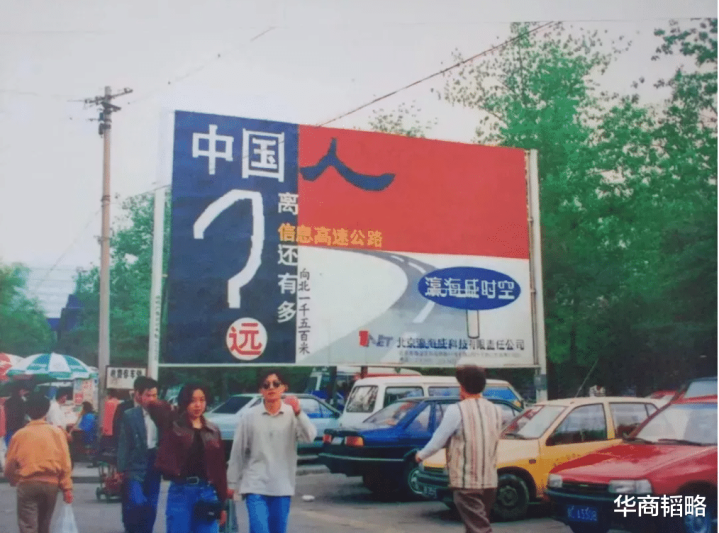 中国人
离信息高速公路还有多远?
向北一千五百米
瀛海威时空
北京瀛海威科技有限责任公司
华商韬略